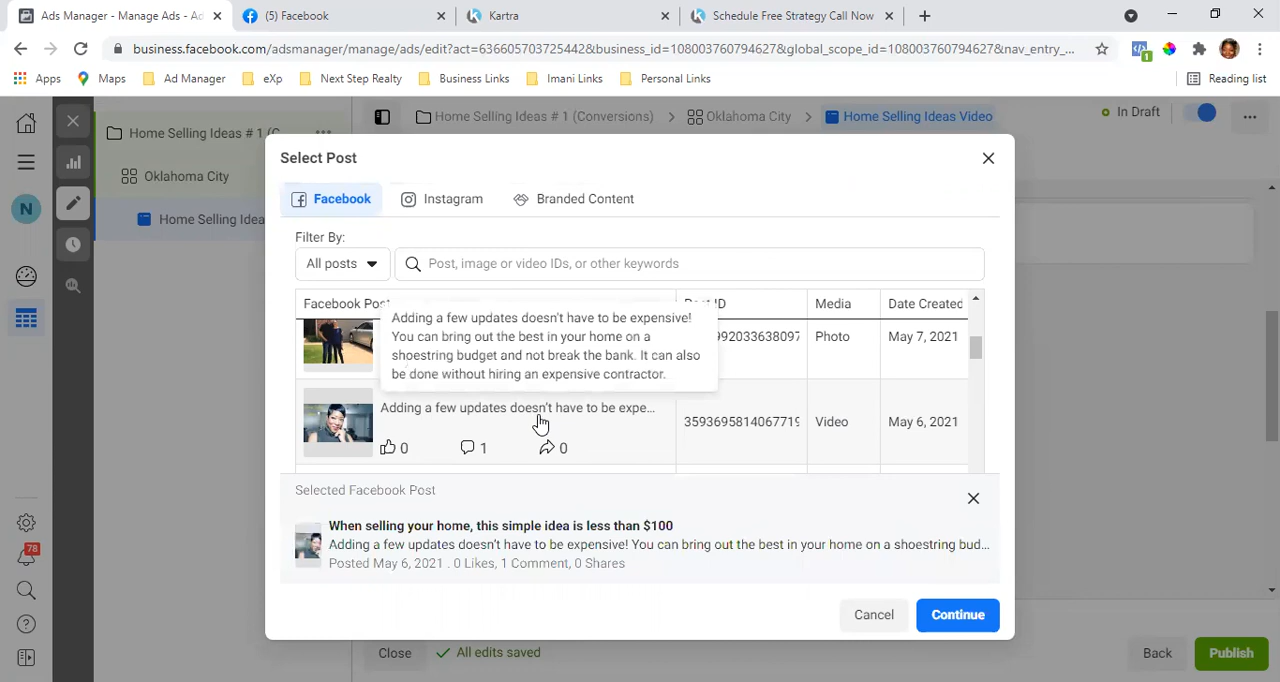 Ads Manager - Manage Ads - Ad
(5) Facebook
Kartra
Schedule Free Strategy Call Now
business.facebook.com/adsmanager/manage/ads/edit?act=636605703725442&business_id=108003760794627&global_scope_id=108003760794627&nav_entry_...
1
Apps
Maps
Ad Manager
eXp
Next Step Realty
Business Links
Imani Links
Personal Links
Reading list
Home Selling Ideas # 1 (C
Home Selling Ideas # 1 (Conversions)
Oklahoma City
Home Selling Ideas Video
In Draft
Select Post
Oklahoma City
N
Facebook
Instagram
Branded Content
Home Selling Idea
Filter By:
All posts
Post, image or video IDs, or other keywords
Facebook Post
Media
Date Created
Adding a few updates doesn't have to be expensive!
You can bring out the best in your home on a
shoestring budget and not break the bank. It can also
be done without hiring an expensive contractor.
92033638097
Photo
May 7, 2021
Adding a few updates doesn't have to be expe...
3593695814067719
Video
May 6, 2021
0
1
0
Selected Facebook Post
When selling your home, this simple idea is less than $100
Adding a few updates doesn't have to be expensive! You can bring out the best in your home on a shoestring bud...
Posted May 6, 2021 . 0 Likes, 1 Comment, 0 Shares
78
Cancel
Continue
Close
All edits saved
Back
Publish